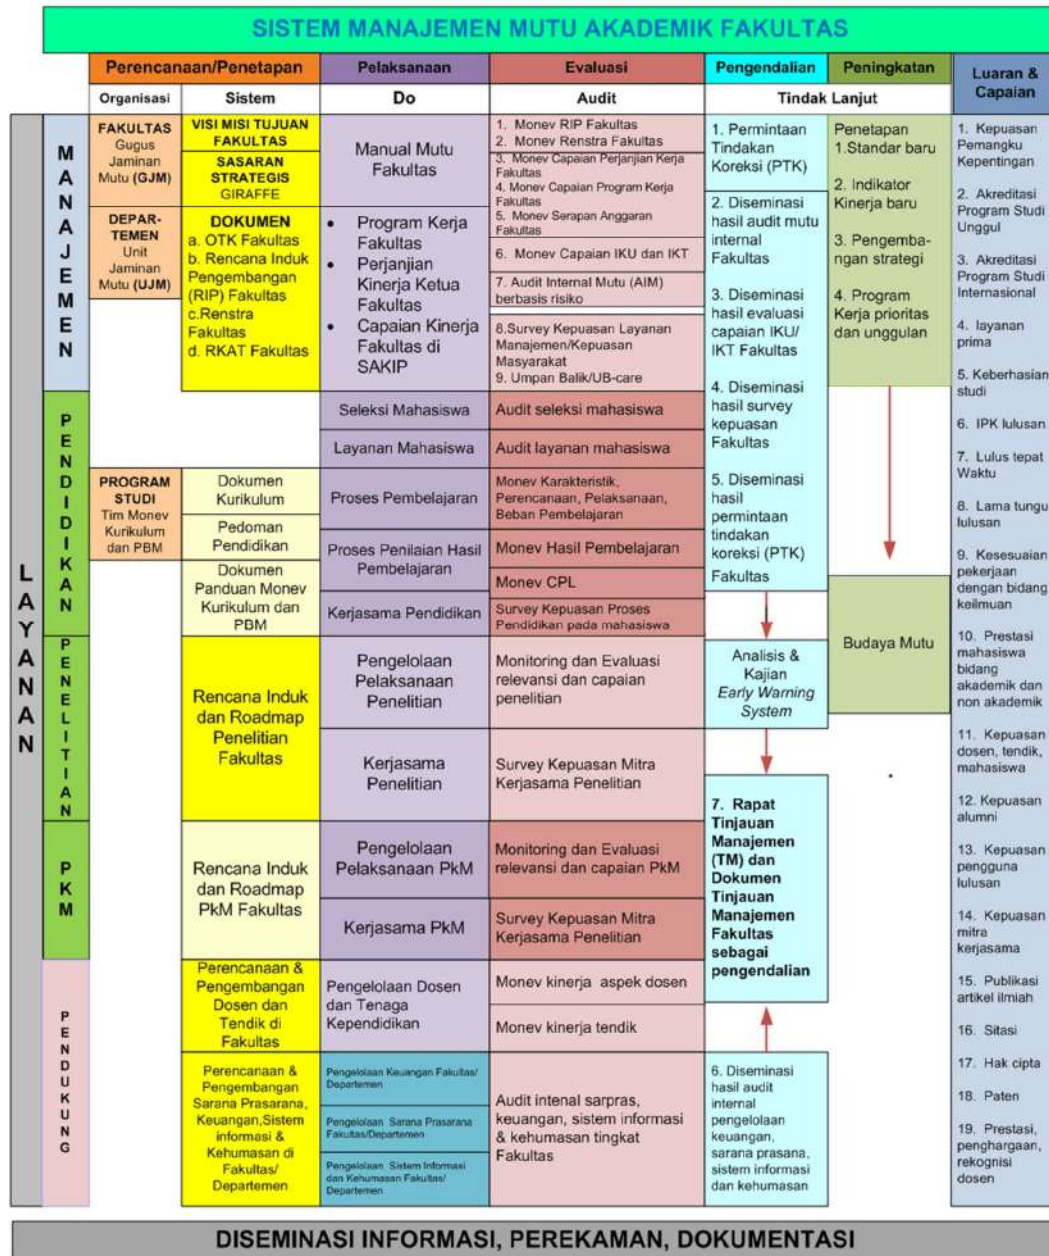 SISTEM MANAJEMEN MUTU AKADEMIK FAKULTAS
Perencanaan/Penetapan
Pelaksanaan
Evaluasi
Pengendalian
Peningkatan
Luaran &
Capaian
Organisasi
Sistem
Do
Audit
Tindak Lanjut
LAYANAN
MANAJEMEN
FAKULTAS
Gugus
Jaminan
Mutu (GJM)
DEPAR-
TEMEN
Unit
Jaminan
Mutu (UJM)
VISI MISI TUJUAN
FAKULTAS
SASARAN
STRATEGIS
GIRAFFE
DOKUMEN
a. OTK Fakultas
b. Rencana Induk
Pengembangan
(RIP) Fakultas
c.Renstra
Fakultas
d. RKAT Fakultas
Manual Mutu
Fakultas
• Program Kerja
Fakultas
• Perjanjian
Kinerja Ketua
Fakultas
• Capaian Kinerja
Fakultas di
SAKIP
1. Monev RIP Fakultas
2. Monev Renstra Fakultas
3. Monev Capaian Perjanjian Kerja
Fakultas
4. Monev Capaian Program Kerja
Fakultas
5. Monev Serapan Anggaran
Fakultas
6. Monev Capaian IKU dan IKT
7. Audit Internal Mutu (AIM)
berbasis risiko
8.Survey Kepuasan Layanan
Manajemen/Kepuasan
Masyarakat
9. Umpan Balik/UB-care
PENDIDIKAN
PROGRAM
STUDI
Tim Monev
Kurikulum
dan PBM
Dokumen
Kurikulum
Pedoman
Pendidikan
Dokumen
Panduan Monev
Kurikulum dan
PBM
Seleksi Mahasiswa
Layanan Mahasiswa
Proses Pembelajaran
Proses Penilaian Hasil
Pembelajaran
Kerjasama Pendidikan
Audit seleksi mahasiswa
Audit layanan mahasiswa
Monev Karakteristik,
Perencanaan, Pelaksanaan,
Beban Pembelajaran
Monev Hasil Pembelajaran
Monev CPL
Survey Kepuasan Proses
Pendidikan pada mahasiswa
PENELITIAN
Rencana Induk
dan Roadmap
Penelitian
Fakultas
Pengelolaan
Pelaksanaan
Penelitian
Kerjasama
Penelitian
Monitoring dan Evaluasi
relevansi dan capaian
penelitian
Survey Kepuasan Mitra
Kerjasama Penelitian
PKM
Rencana Induk
dan Roadmap
PkM Fakultas
Pengelolaan
Pelaksanaan PkM
Kerjasama PkM
Monitoring dan Evaluasi
relevansi dan capaian PkM
Survey Kepuasan Mitra
Kerjasama Penelitian
PENDUKUNG
Perencanaan &
Pengembangan
Dosen dan
Tendik di
Fakultas
Perencanaan &
Pengembangan
Sarana Prasarana,
Keuangan,Sistem
informasi &
Kehumasan di
Fakultas/
Departemen
Pengelolaan Dosen
dan Tenaga
Kependidikan
Pengelolaan Keuangan Fakultas/
Departemen
Pengelolaan Sarana Prasarana
Fakultas/Departemen
Pengelolaan Sistem Informasi
dan Kehumasan Fakultas/
Departemen
Monev kinerja aspek dosen
Monev kinerja tendik
Audit intenal sarpras,
keuangan, sistem informasi
& kehumasan tingkat
Fakultas
1. Permintaan
Tindakan
Koreksi (PTK)
2. Diseminasi
hasil audit mutu
internal
Fakultas
3. Diseminasi
hasil evaluasi
capaian IKU/
IKT Fakultas
4. Diseminasi
hasil survey
kepuasan
Fakultas
5. Diseminasi
hasil
permintaan
tindakan
koreksi (PTK)
Fakultas
Analisis &
Kajian
Early Warning
System
7. Rapat
Tinjauan
Manajemen
(TM) dan
Dokumen
Tinjauan
Manajemen
Fakultas
sebagai
pengendalian
6. Diseminasi
hasil audit
internal
pengelolaan
keuangan,
sarana prasana,
sistem informasi
dan kehumasan
Penetapan
1.Standar baru
2. Indikator
Kinerja baru
3. Pengemba-
ngan strategi
4. Program
Kerja prioritas
dan unggulan
Budaya Mutu
1. Kepuasan
Pemangku
Kepentingan
2. Akreditasi
Program Studi
Unggul
3. Akreditasi
Program Studi
Internasional
4. layanan
prima
5. Keberhasian
studi
6. IPK lulusan
7. Lulus tepat
Waktu
8. Lama tungu
lulusan
9. Kesesuaian
pekerjaan
dengan bidang
keilmuan
10. Prestasi
mahasiswa
bidang
akademik dan
non akademik
11. Kepuasan
dosen, tendik,
mahasiswa
12. Kepuasan
alumni
13. Kepuasan
pengguna
lulusan
14. Kepuasan
mitra
kerjasama
15. Publikasi
artikel ilmiah
16. Sitasi
17. Hak cipta
18. Paten
19. Prestasi,
penghargaan,
rekognisi
dosen
DISEMINASI INFORMASI, PEREKAMAN, DOKUMENTASI